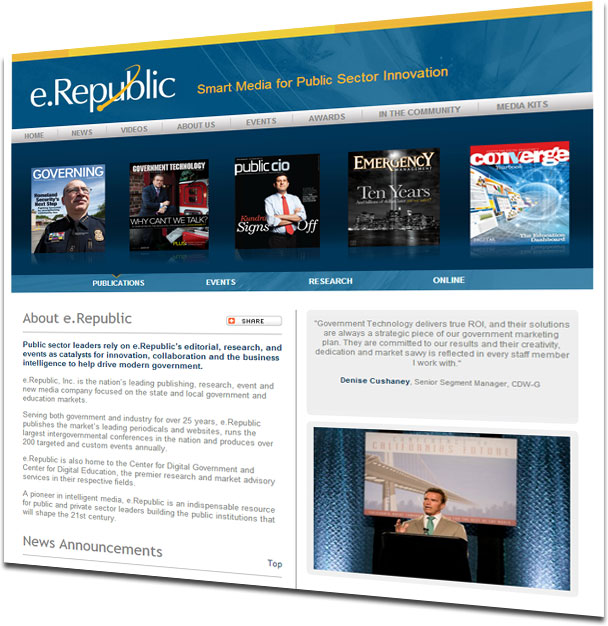 e.Republic
Smart Media for Public Sector Innovation
HOME NEWS VIDEOS ABOUT US EVENTS AWARDS IN THE COMMUNITY MEDIA KITS
GOVERNING
Homeland
Security's
Next Step
GOVERNMENT TECHNOLOGY
WHY CAN'T WE TALK?
PLUS
public cio
Kundra
Signs Off
EMERGENCY
MANAGEMENT
Ten Years
converge
Yearbook
The Education
Dashboard
PUBLICATIONS EVENTS RESEARCH ONLINE
About e.Republic
SHARE
Public sector leaders rely on e.Republic's editorial, research, and
events as catalysts for innovation, collaboration and the business
intelligence to help drive modern government.
e.Republic, Inc. is the nation's leading publishing, research, event and
new media company focused on the state and local government and
education markets.
Serving both government and industry for over 25 years, e.Republic
publishes the market's leading periodicals and websites, runs the
largest intergovernmental conferences in the nation and produces over
200 targeted and custom events annually.
e.Republic is also home to the Center for Digital Government and
Center for Digital Education, the premier research and market advisory
services in their respective fields.
A pioneer in intelligent media, e.Republic is an indispensable resource
for public and private sector leaders building the public institutions that
will shape the 21st century.
News Announcements
Top
"Government Technology delivers true ROI, and their solutions
are always a strategic piece of our government marketing
plan. They are committed to our results and their creativity,
dedication and market savvy is reflected in every staff member
I work with."
Denise Cushaney, Senior Segment Manager, CDW-G
CALIFORNIA'S FUTURE